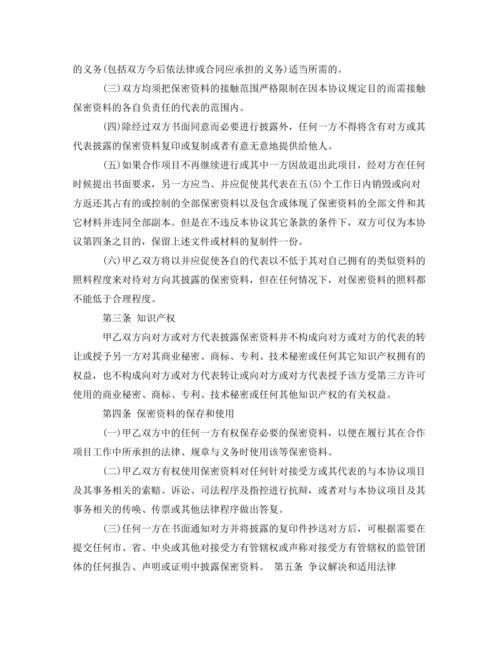 的义务(包括双方今后依法律或合同应承担的义务)适当所需的。
(三)双方均须把保密资料的接触范围严格限制在因本协议规定目的而需接触
保密资料的各自负责任的代表的范围内。
(四)除经过双方书面同意而必要进行披露外，任何一方不得将含有对方或其
代表披露的保密资料复印或复制或者有意无意地提供给他人。
(五)如果合作项目不再继续进行或其中一方因故退出此项目，经对方在任何
时候提出书面要求，另一方应当、并应促使其代表在五(5)个工作日内销毁或向对
方返还其占有的或控制的全部保密资料以及包含或体现了保密资料的全部文件和其
它材料并连同全部副本。但是在不违反本协议其它条款的条件下，双方可仅为本协
议第四条之目的，保留上述文件或材料的复制件一份。
(六)甲乙双方将以并应促使各自的代表以不低于其对自己拥有的类似资料的
照料程度来对待对方向其披露的保密资料，但在任何情况下，对保密资料的照料都
不能低于合理程度。
第三条 知识产权
甲乙双方向对方或对方代表披露保密资料并不构成向对方或对方的代表的转
让或授予另一方对其商业秘密、商标、专利、技术秘密或任何其它知识产权拥有的
权益，也不构成向对方或对方代表转让或向对方或对方代表授予该方受第三方许可
使用的商业秘密、商标、专利、技术秘密或任何其他知识产权的有关权益。
第四条 保密资料的保存和使用
(一)甲乙双方中的任何一方有权保存必要的保密资料，以便在履行其在合作
项目工作中所承担的法律、规章与义务时使用该等保密资料。
(二)甲乙双方有权使用保密资料对任何针对接受方或其代表的与本协议项目
及其事务相关的索赔、诉讼、司法程序及指控进行抗辩，或者对与本协议项目及其
事务相关的传唤、传票或其他法律程序做出答复。
(三)任何一方在书面通知对方并将披露的复印件抄送对方后，可根据需要在
提交任何市、省、中央或其他对接受方有管辖权或声称对接受方有管辖权的监管团
体的任何报告、声明或证明中披露保密资料。 第五条 争议解决和适用法律